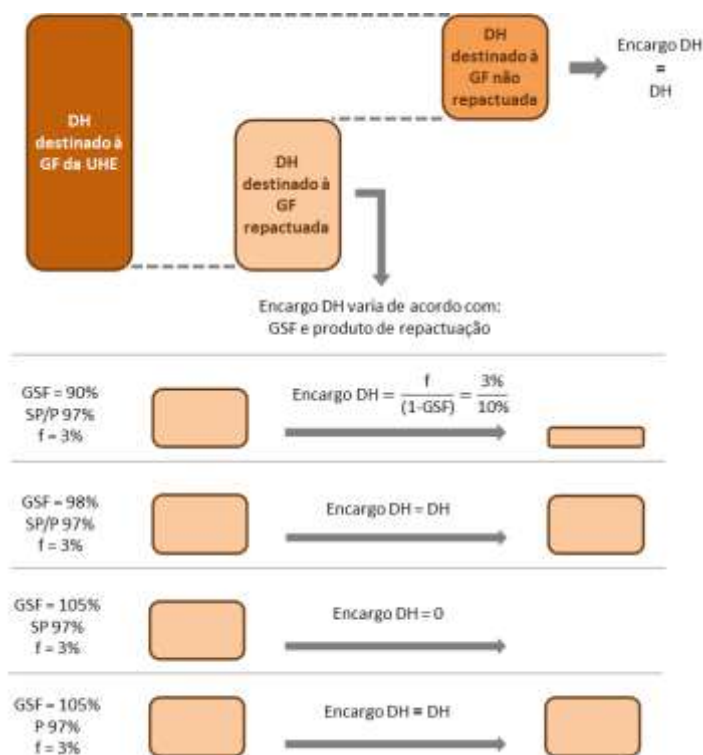 DH
destinado à
GF da UHE
DH
destinado à
GF não
repactuada
Encargo DH
=
DH
DH
destinado à
GF
repactuada
Encargo DH varia de acordo com:
GSF e produto de repactuação
GSF = 90%
SP/P 97%
f = 3%
Encargo DH = f/(1-GSF) = 3%/10%
GSF = 98%
SP/P 97%
f = 3%
Encargo DH = DH
GSF = 105%
SP 97%
f = 3%
Encargo DH = 0
GSF = 105%
P 97%
f = 3%
Encargo DH = DH